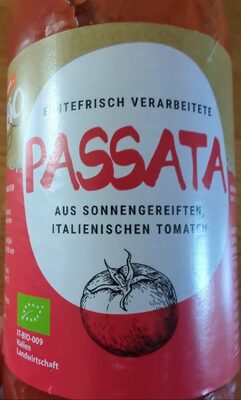 ERNTEFRISCH VERARBEITETE
PASSATA
AUS SONNENGEREIFTEN,
ITALIENISCHEN TOMATEN
IT-BIO-009
Italien
Landwirtschaft